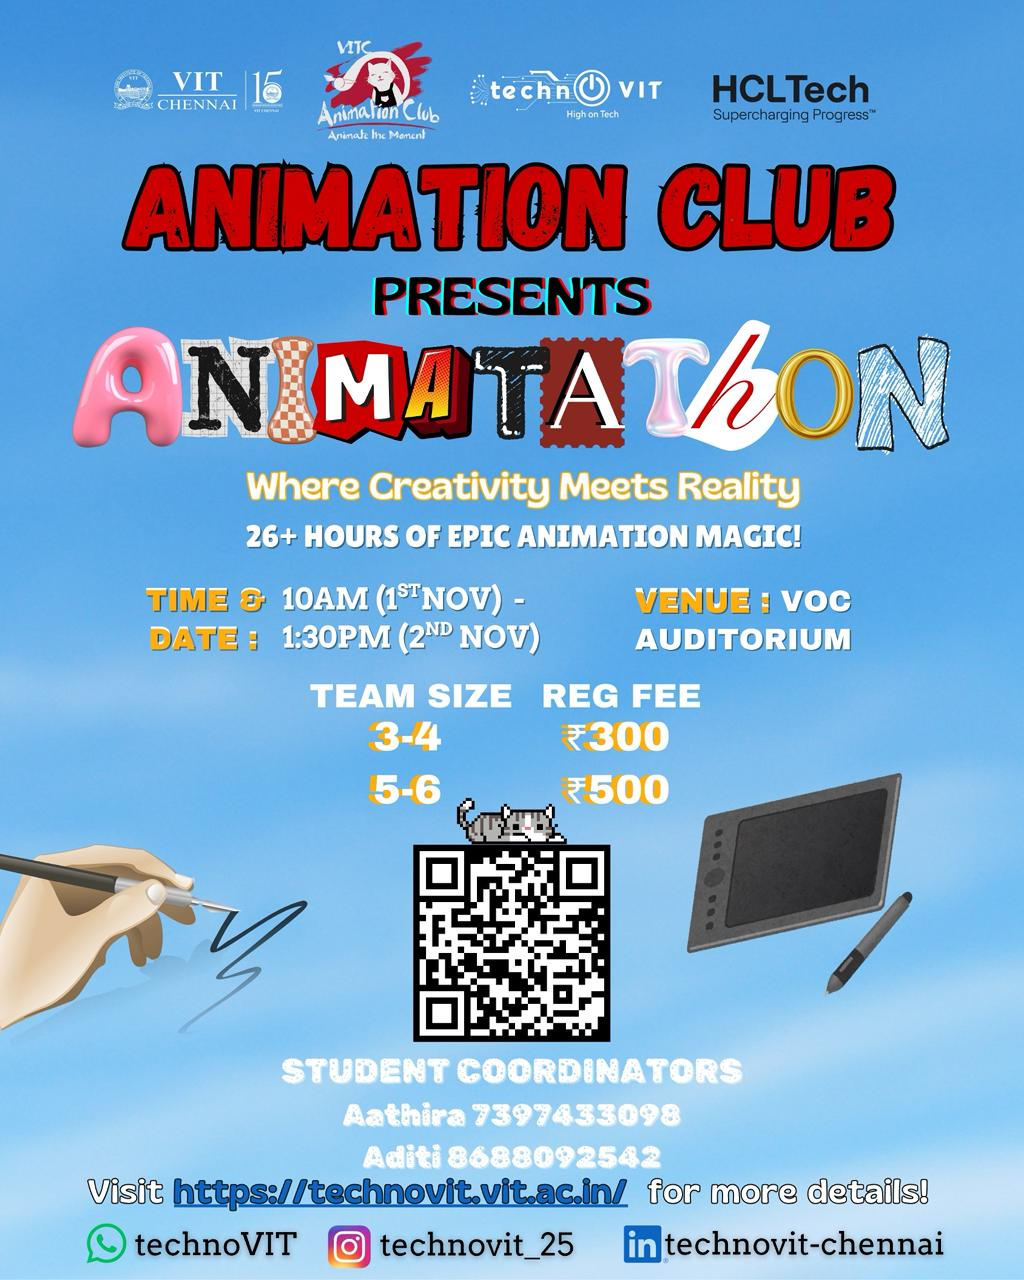 VIT
CHENNAI
15
VIT CHENNAI
VITC
Animation Club
Animate the Moment
technO VIT
High on Tech
HCLTech
Supercharging Progress™
ANIMATION CLUB
PRESENTS
ANIMATAThON
Where Creativity Meets Reality
26+ HOURS OF EPIC ANIMATION MAGIC!
TIME & DATE : 10AM (1ST NOV) -
1:30PM (2ND NOV)
VENUE : VOC
AUDITORIUM
TEAM SIZE REG FEE
3-4 ₹300
5-6 ₹500
STUDENT COORDINATORS
Aathira 7397433098
Aditi 8688092542
Visit https://technovit.vit.ac.in/ for more details!
technoVIT technovit_25 in technovit-chennai